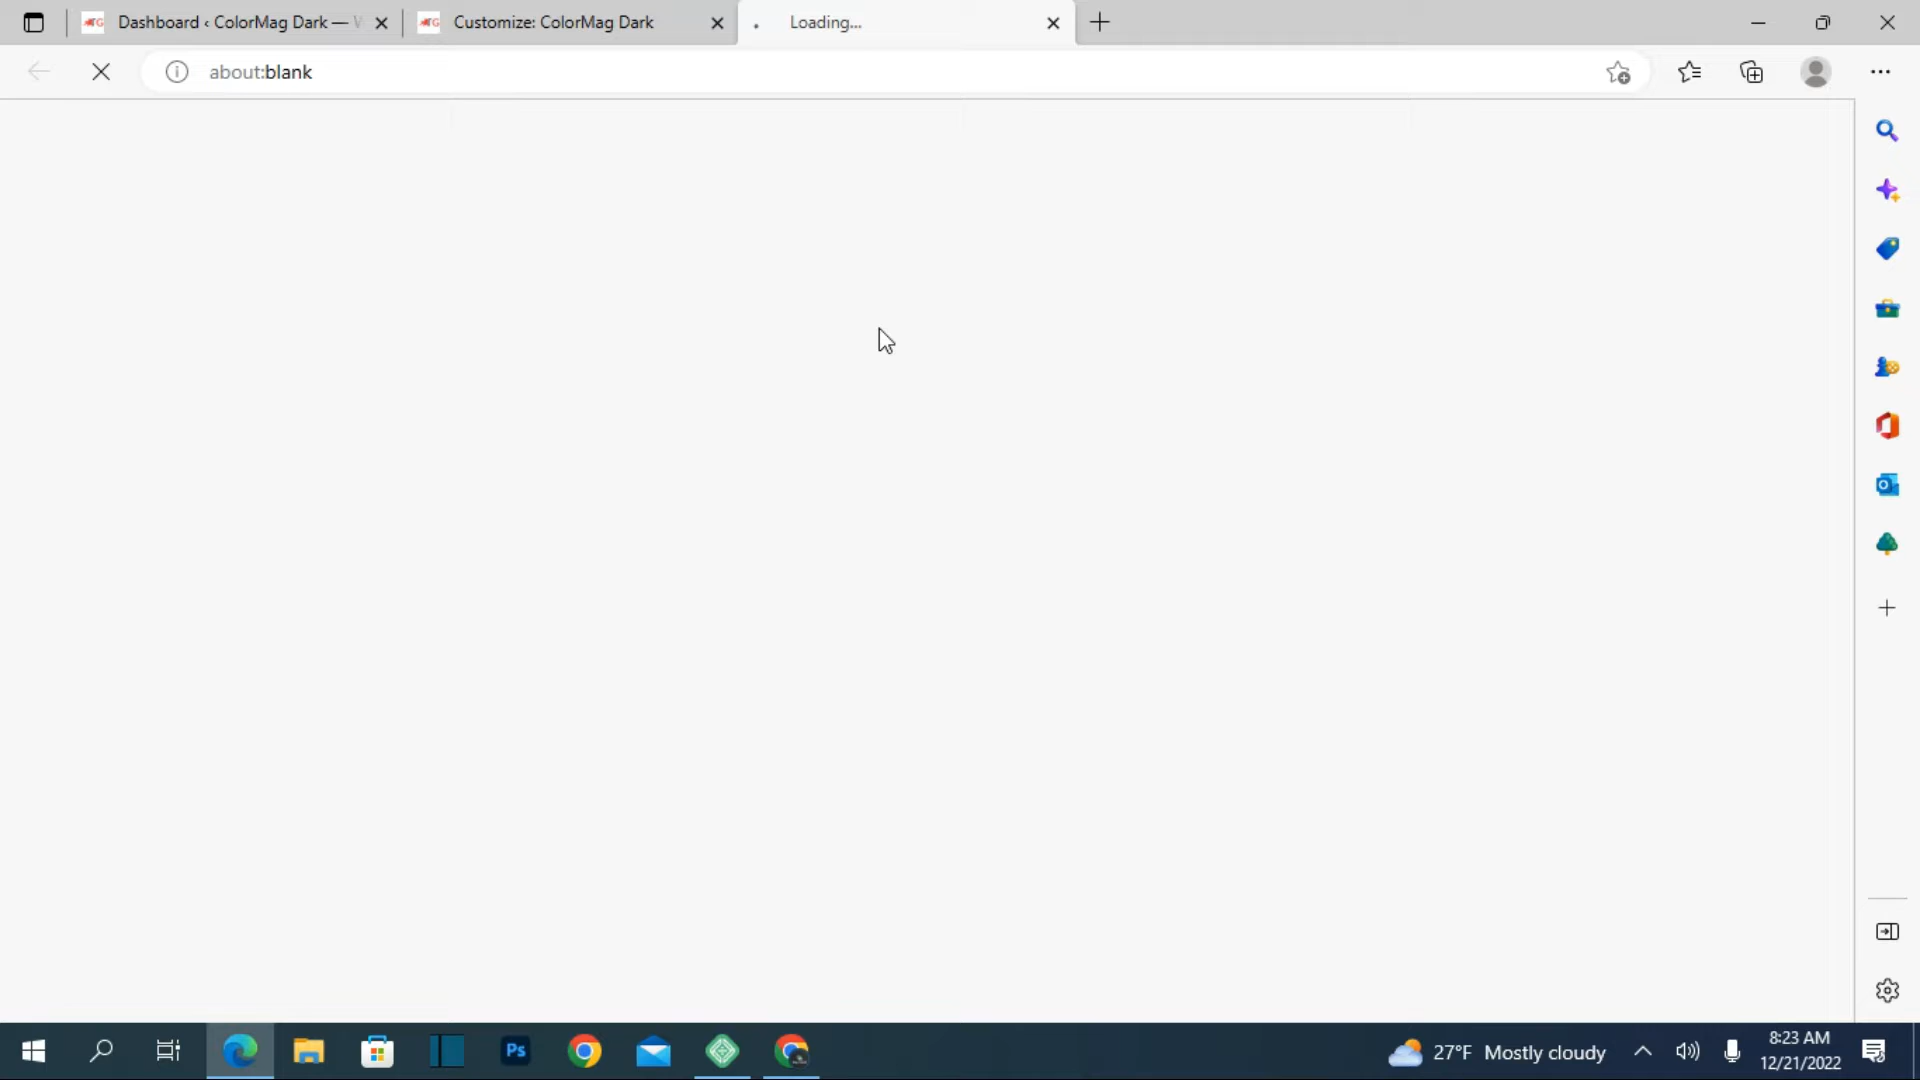 Dashboard ‹ ColorMag Dark —
Customize: ColorMag Dark
Loading...
about:blank
Ps
27°F Mostly cloudy
8:23 AM
12/21/2022